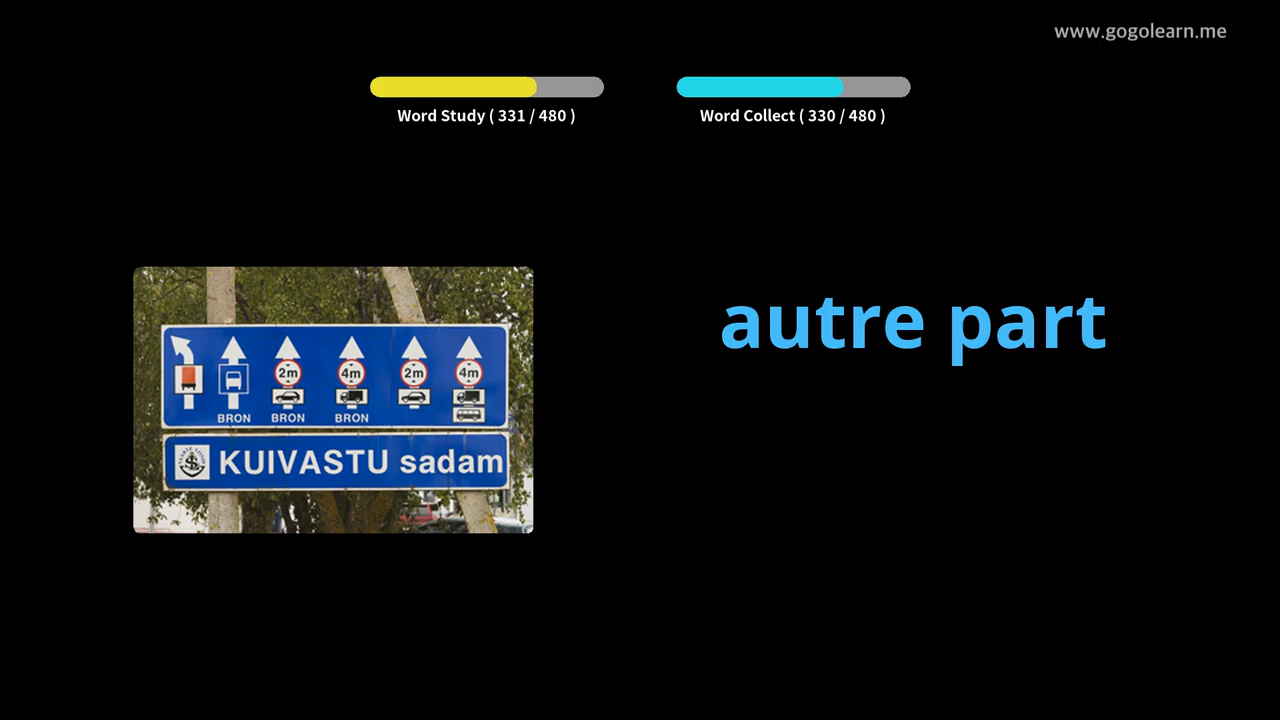 www.gogolearn.me
Word Study ( 331 / 480 )
Word Collect ( 330 / 480 )
autre part
2m 4m 2m 4m
BRON BRON BRON
KUIVASTU sadam